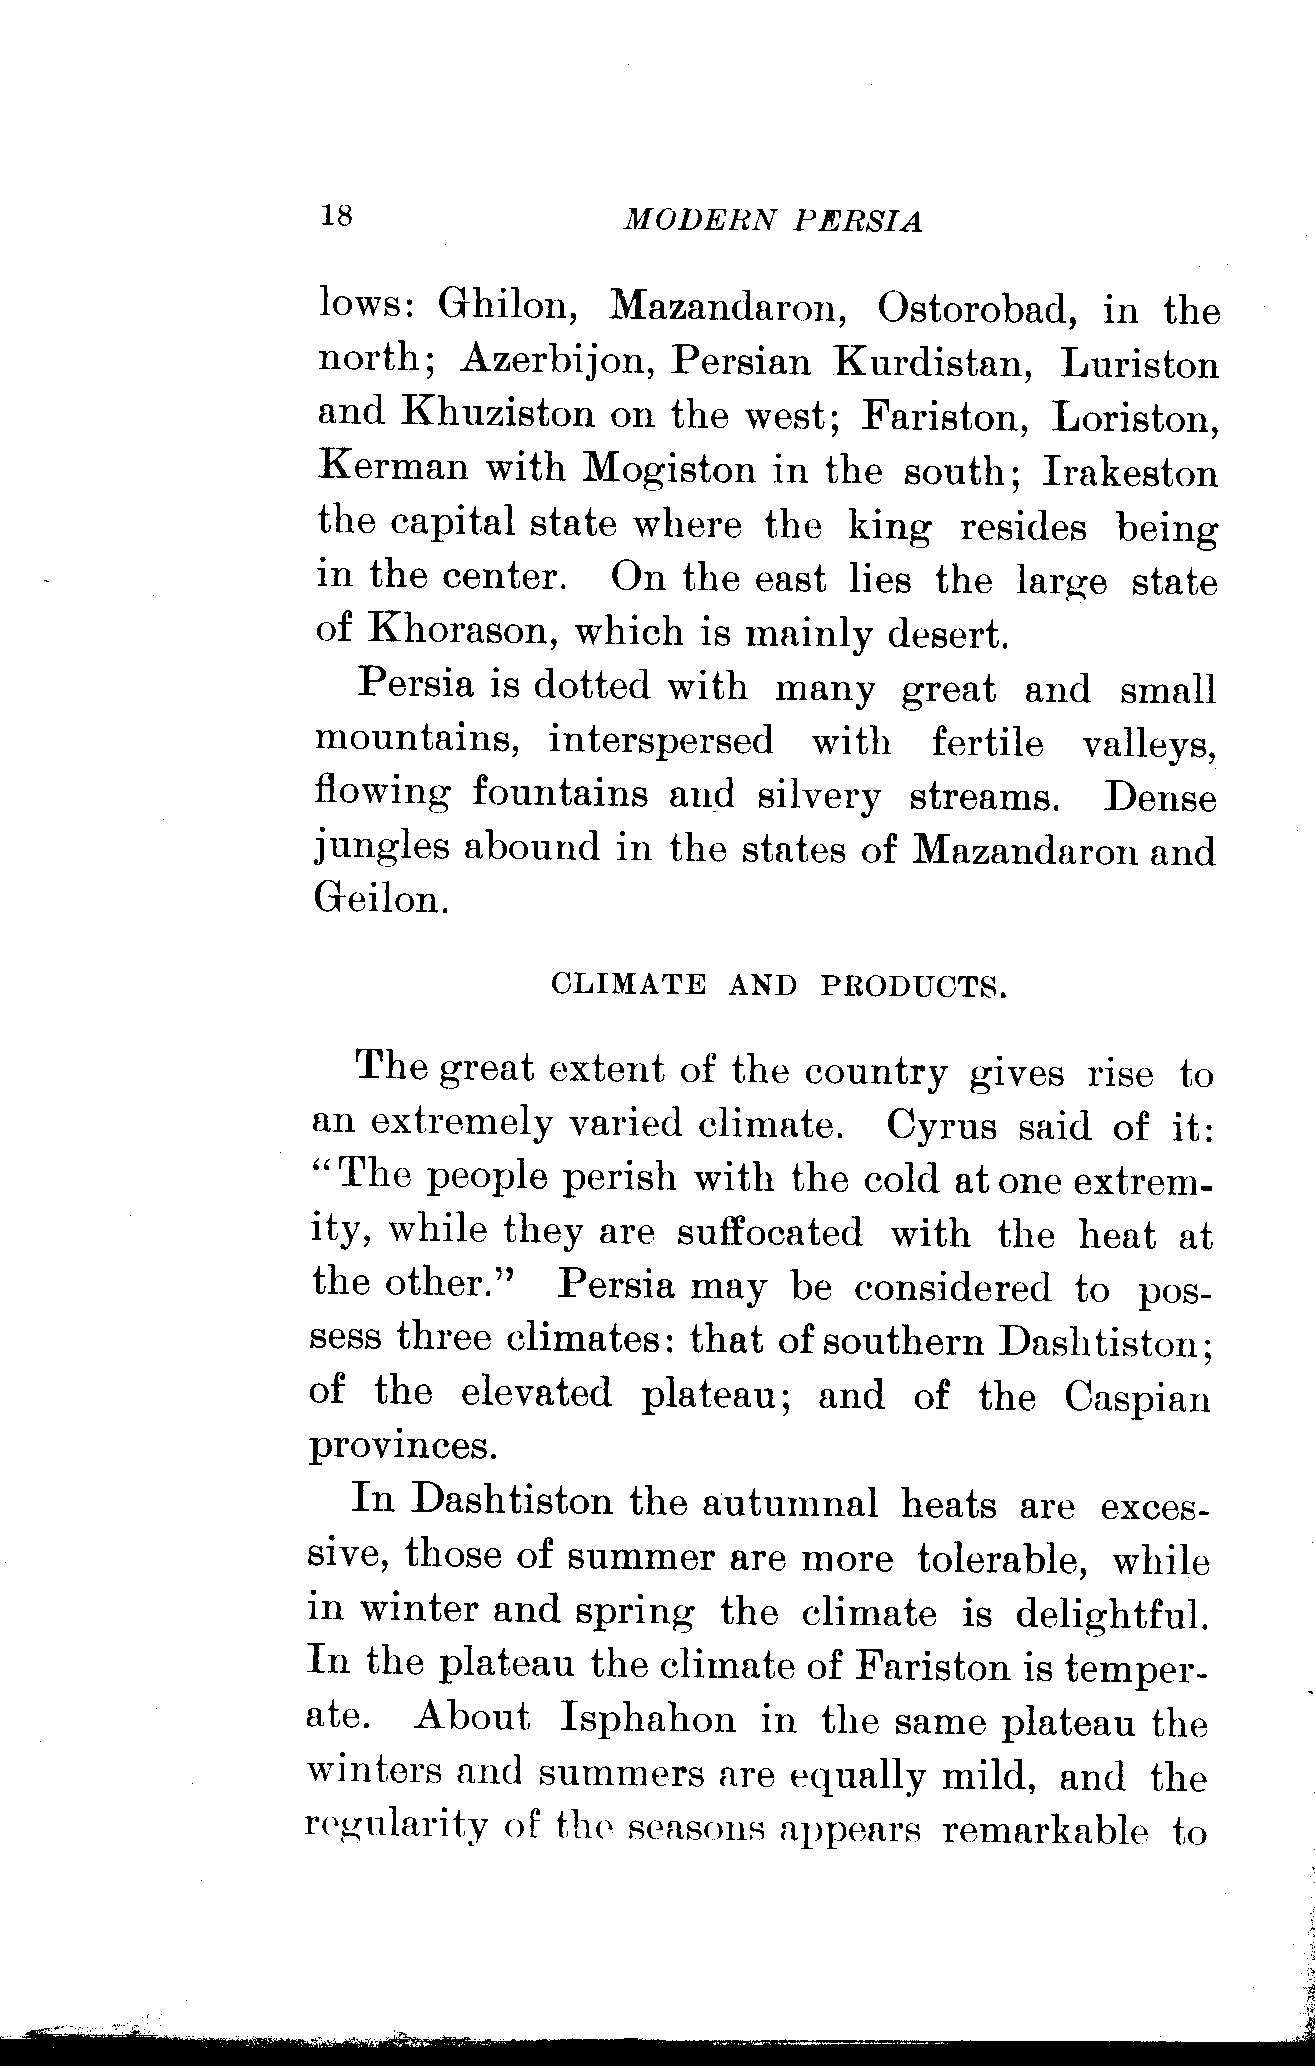 18 MODERN PERSIA
lows: Ghilon, Mazandaron, Ostorobad, in the
north; Azerbijon, Persian Kurdistan, Luriston
and Khuziston on the west; Fariston, Loriston,
Kerman with Mogiston in the south; Irakeston
the capital state where the king resides being
in the center. On the east lies the large state
of Khorason, which is mainly desert.
Persia is dotted with many great and small
mountains, interspersed with fertile valleys,
flowing fountains and silvery streams. Dense
jungles abound in the states of Mazandaron and
Geilon.
CLIMATE AND PRODUCTS.
The great extent of the country gives rise to
an extremely varied climate. Cyrus said of it:
“The people perish with the cold at one extrem-
ity, while they are suffocated with the heat at
the other.” Persia may be considered to pos-
sess three climates: that of southern Dashtiston;
of the elevated plateau; and of the Caspian
provinces.
In Dashtiston the autumnal heats are exces-
sive, those of summer are more tolerable, while
in winter and spring the climate is delightful.
In the plateau the climate of Fariston is temper-
ate. About Isphahon in the same plateau the
winters and summers are equally mild, and the
regularity of the seasons appears remarkable to